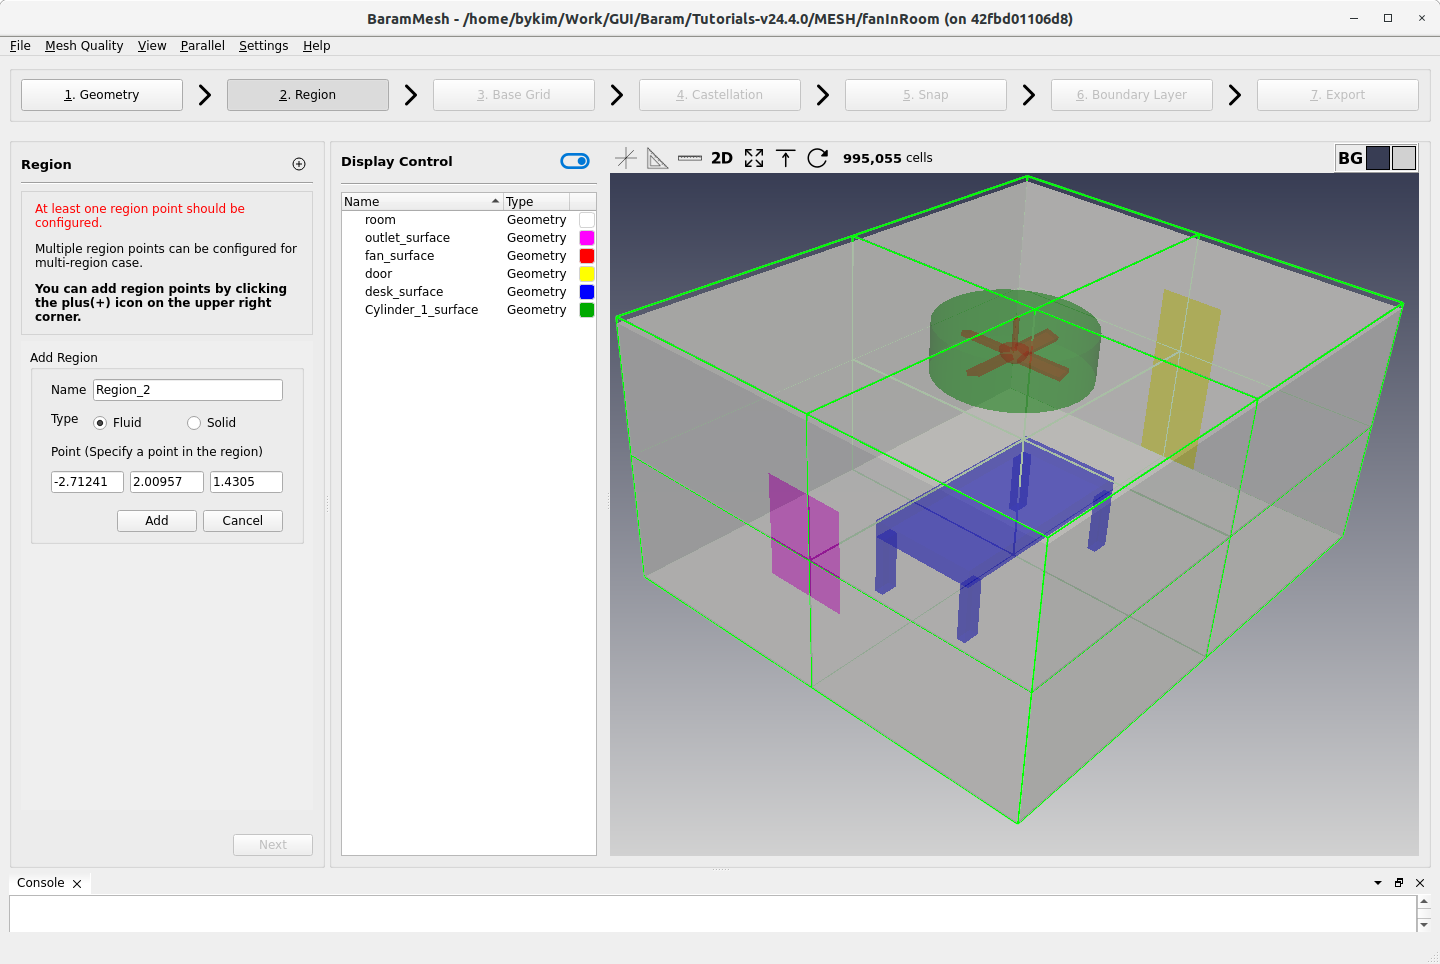 BaramMesh - /home/bykim/Work/GUI/Baram/Tutorials-v24.4.0/MESH/fanInRoom (on 42fbd01106d8)
File Mesh Quality View Parallel Settings Help
1. Geometry 2. Region 3. Base Grid 4. Castellation 5. Snap 6. Boundary Layer 7. Export
Region
At least one region point should be
configured.
Multiple region points can be configured for
multi-region case.
You can add region points by clicking
the plus(+) icon on the upper right
corner.
Add Region
Name Region_2
Type Fluid Solid
Point (Specify a point in the region)
-2.71241 2.00957 1.4305
Add Cancel
Next
Display Control
Name Type
room Geometry
outlet_surface Geometry
fan_surface Geometry
door Geometry
desk_surface Geometry
Cylinder_1_surface Geometry
2D 995,055 cells BG
Console